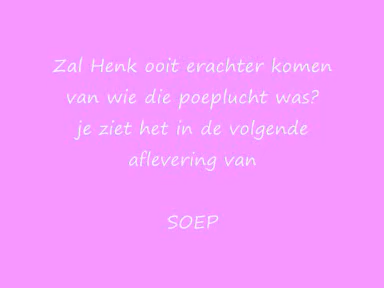 Zal Henk ooit erachter komen
van wie die poeplucht was?
je ziet het in de volgende
aflevering van
SOEP